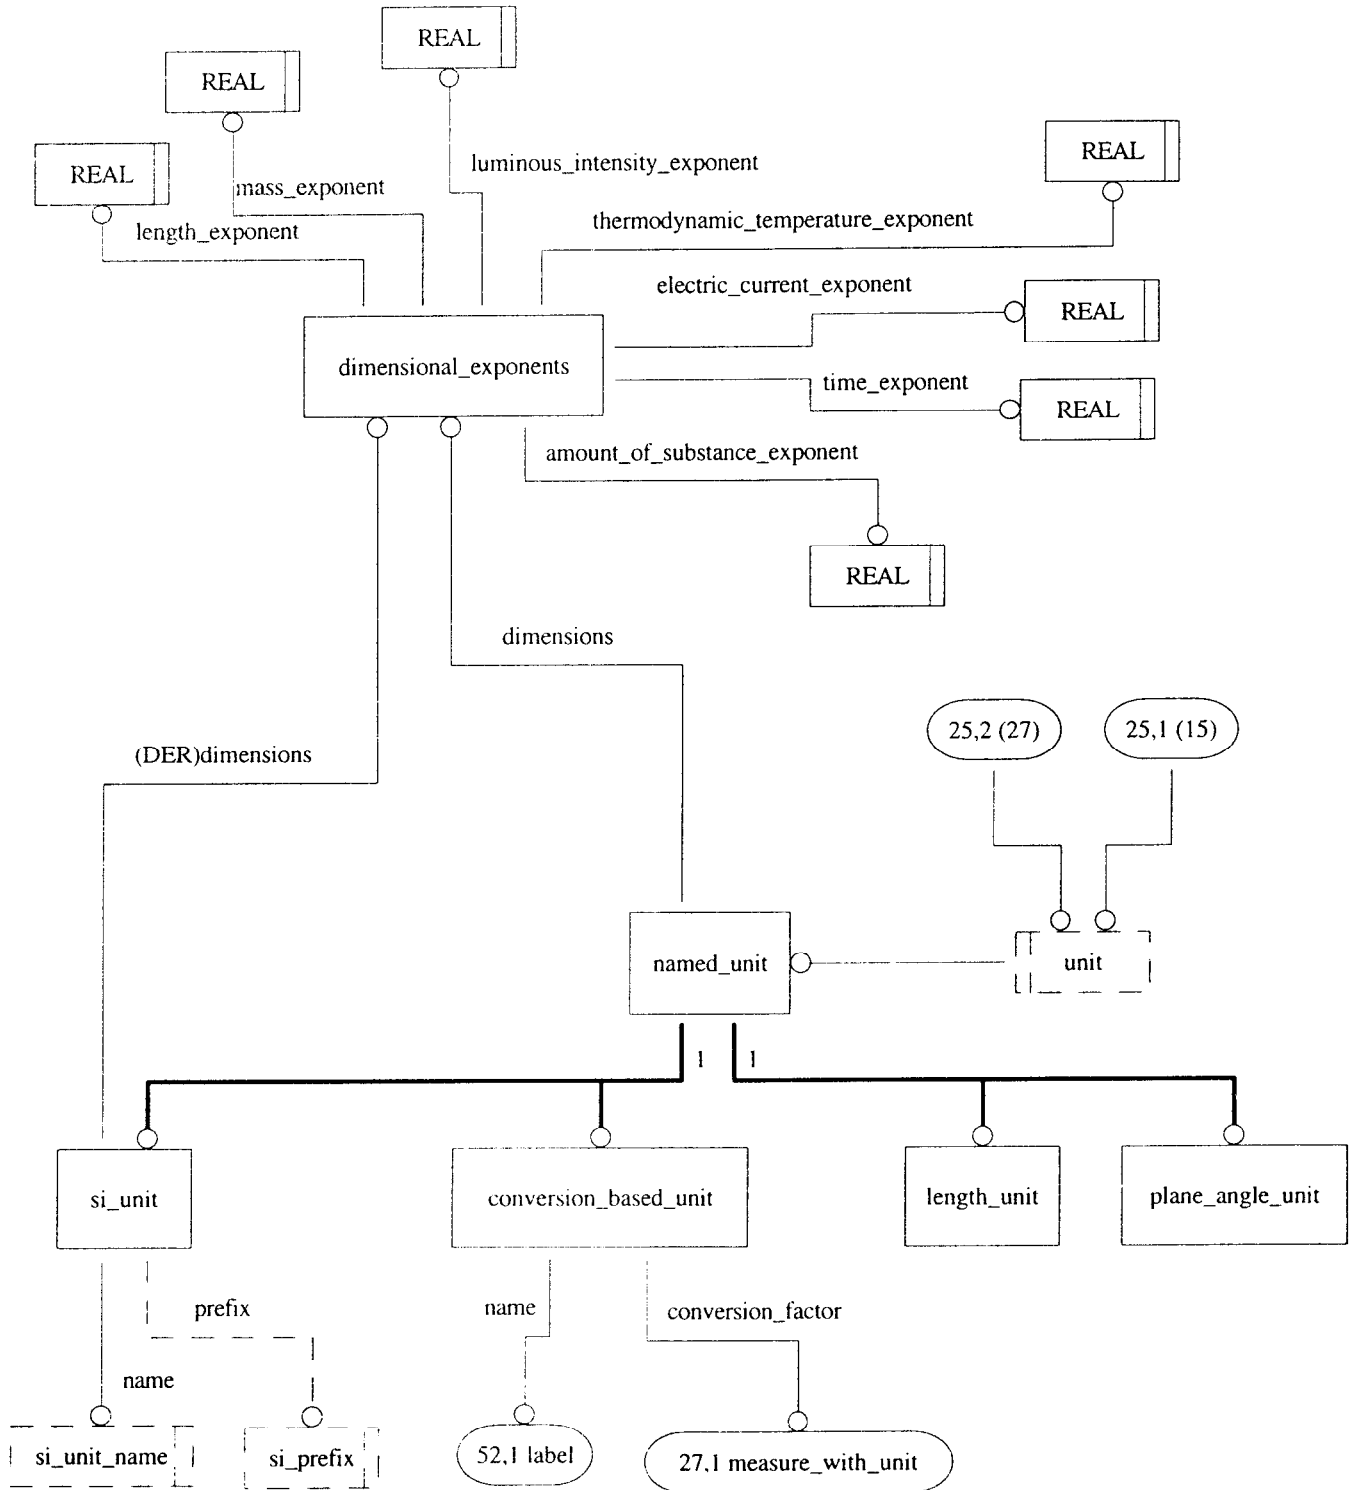 REAL
REAL
REAL
REAL
luminous_intensity_exponent
mass_exponent
thermodynamic_temperature_exponent
length_exponent
electric_current_exponent
REAL
dimensional_exponents
time_exponent
REAL
amount_of_substance_exponent
REAL
dimensions
25,2 (27)
25,1 (15)
(DER)dimensions
named_unit
unit
1
1
si_unit
conversion_based_unit
length_unit
plane_angle_unit
prefix
name
conversion_factor
name
si_unit_name
si_prefix
52,1 label
27,1 measure_with_unit